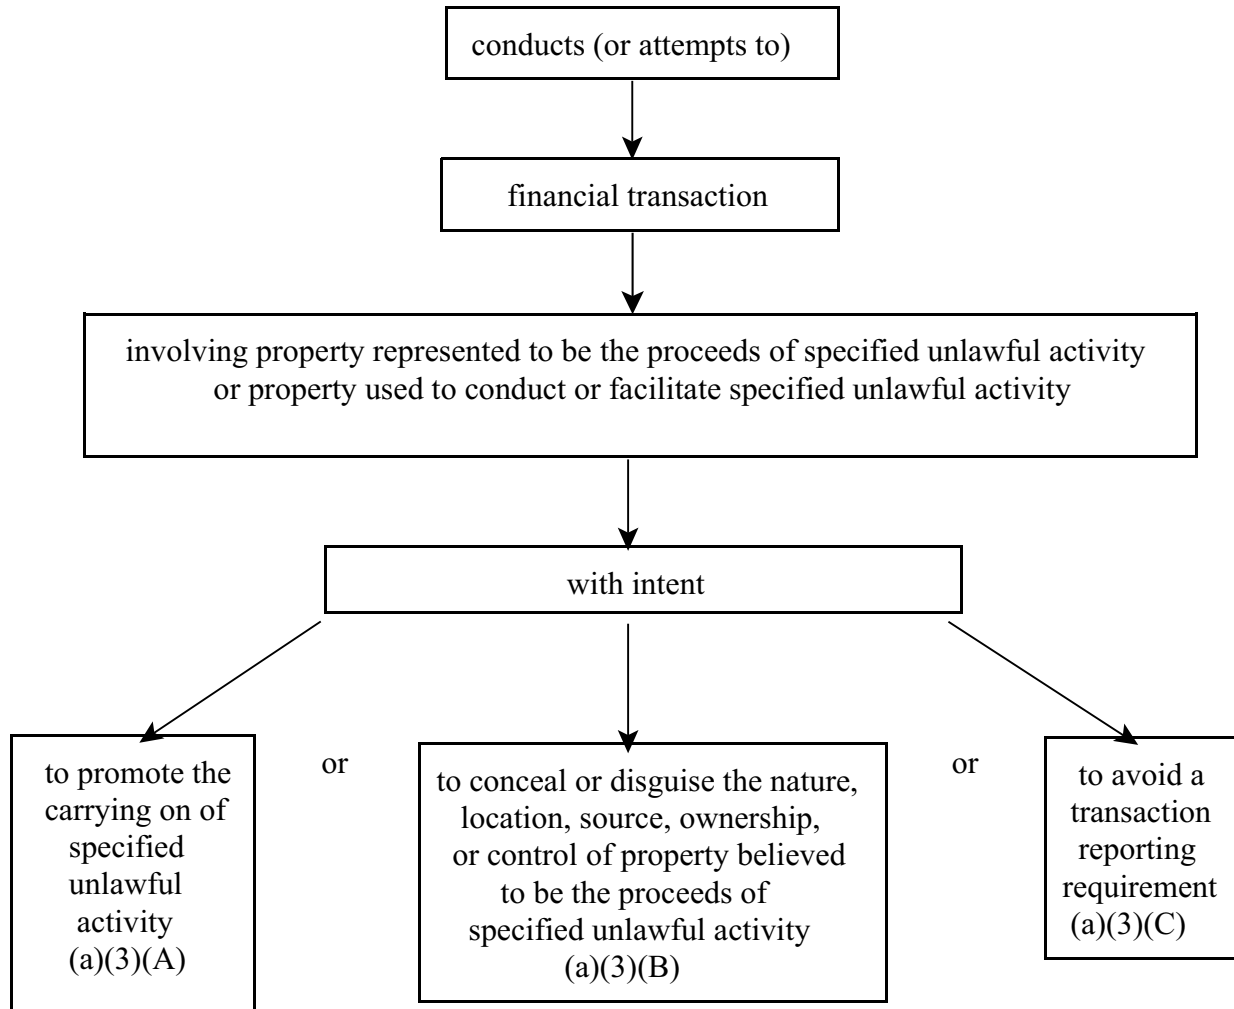 conducts (or attempts to)
financial transaction
involving property represented to be the proceeds of specified unlawful activity
or property used to conduct or facilitate specified unlawful activity
with intent
to promote the
carrying on of
specified
unlawful
activity
(a)(3)(A)
or
to conceal or disguise the nature,
location, source, ownership,
or control of property believed
to be the proceeds of
specified unlawful activity
(a)(3)(B)
or
to avoid a
transaction
reporting
requirement
(a)(3)(C)